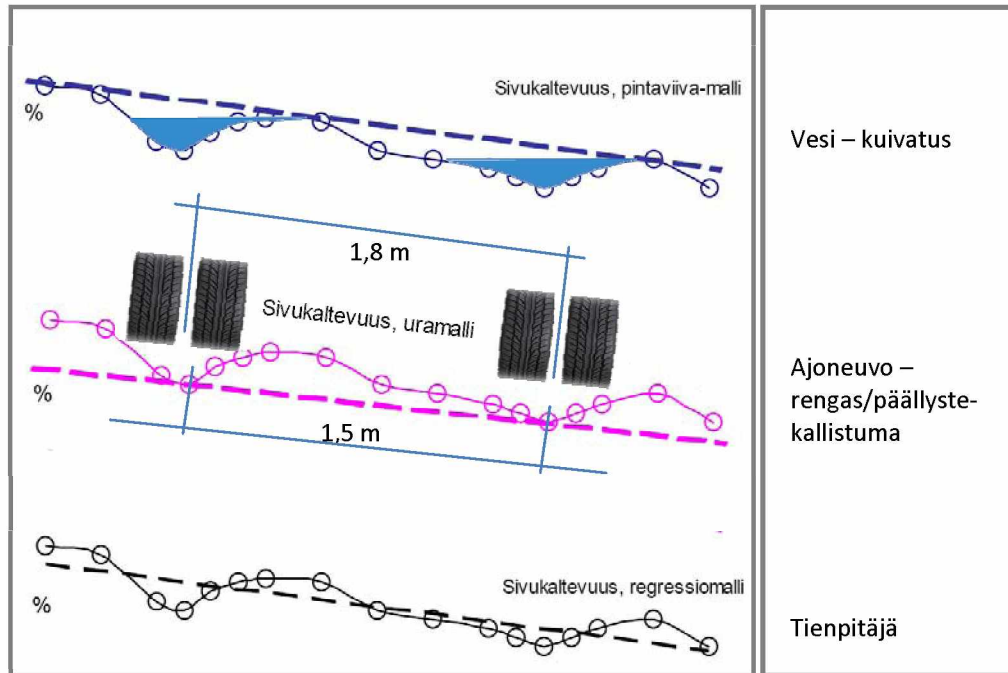 Sivukaltevuus, pintaviiva-malli
%
Vesi – kuivatus
1,8 m
Sivukaltevuus, uramalli
%
1,5 m
Ajoneuvo –
rengas/päällyste-
kallistuma
Sivukaltevuus, regressiomalli
%
Tienpitäjä